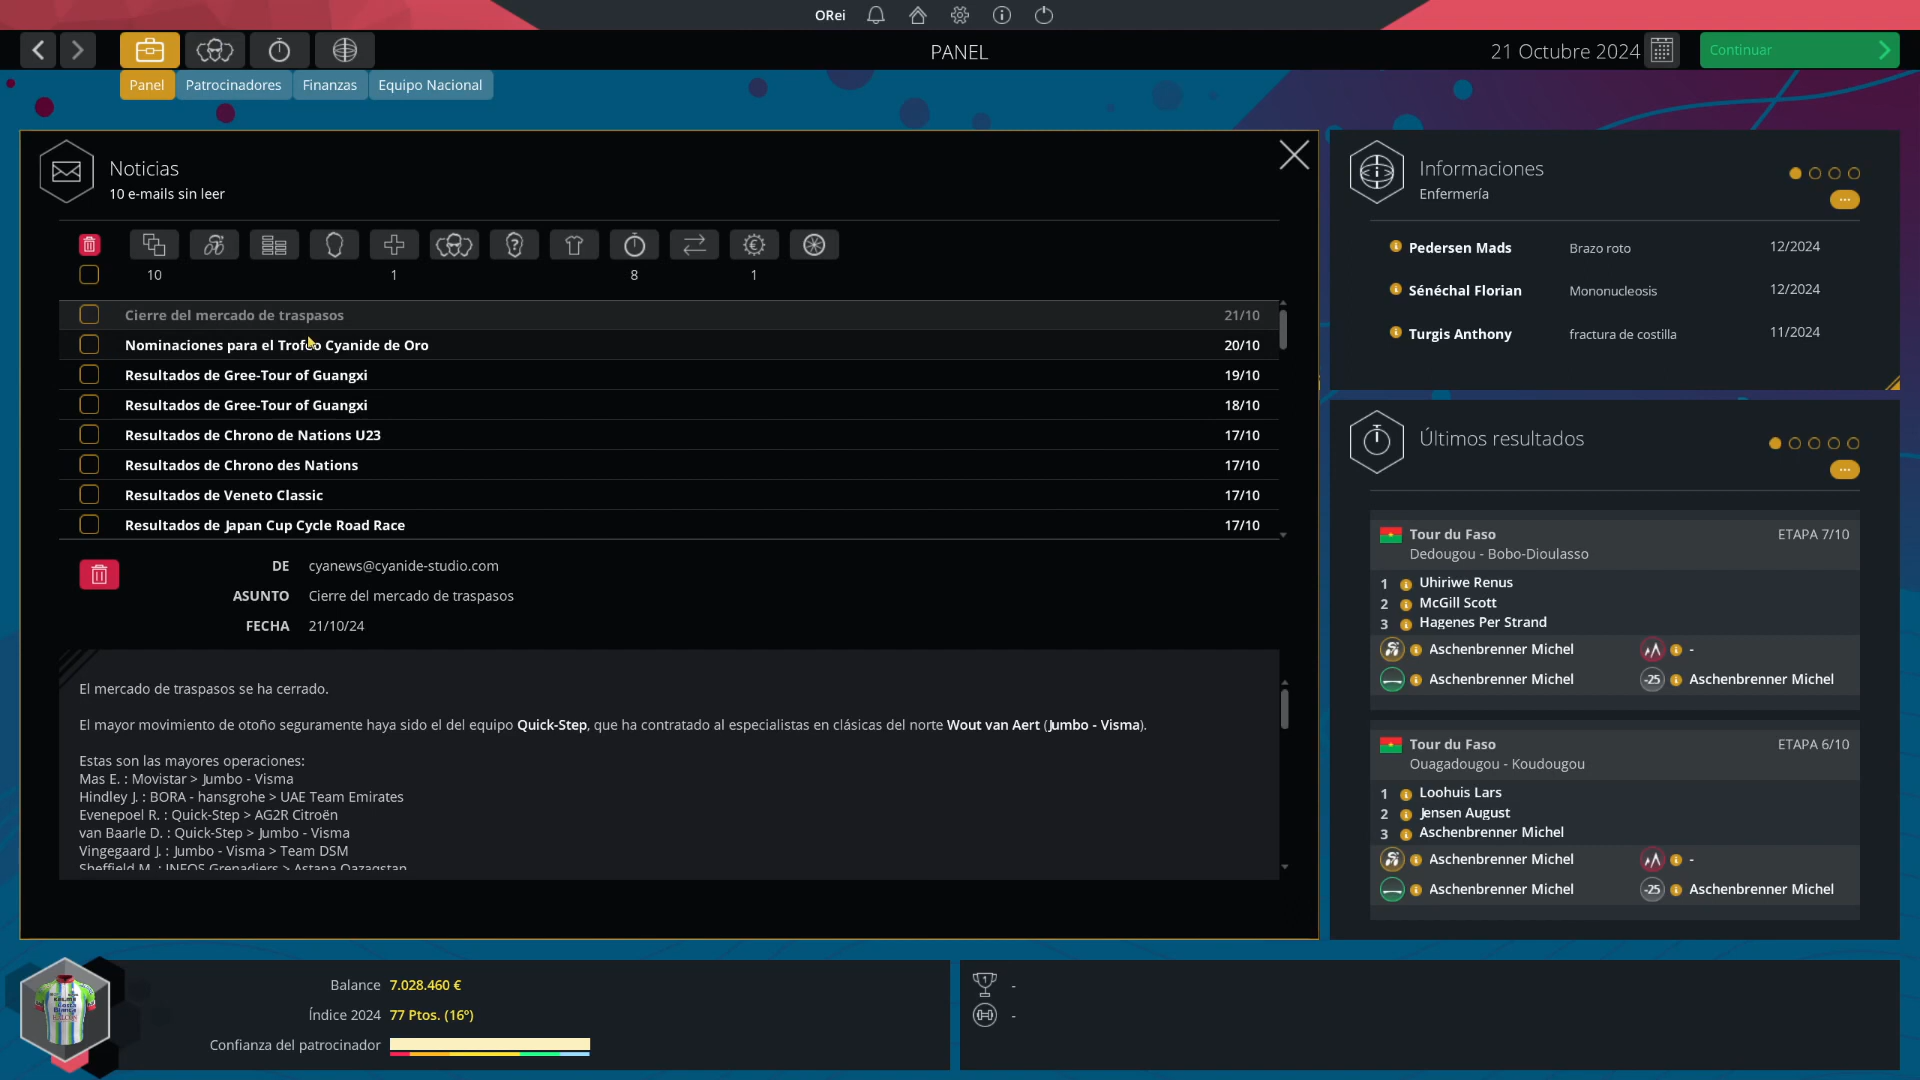 ORei
PANEL
21 Octubre 2024
Continuar
Panel
Patrocinadores
Finanzas
Equipo Nacional
Noticias
10 e-mails sin leer
10
1
8
1
Cierre del mercado de traspasos 21/10
Nominaciones para el Trofeo Cyanide de Oro 20/10
Resultados de Gree-Tour of Guangxi 19/10
Resultados de Gree-Tour of Guangxi 18/10
Resultados de Chrono de Nations U23 17/10
Resultados de Chrono des Nations 17/10
Resultados de Veneto Classic 17/10
Resultados de Japan Cup Cycle Road Race 17/10
DE cyanews@cyanide-studio.com
ASUNTO Cierre del mercado de traspasos
FECHA 21/10/24
El mercado de traspasos se ha cerrado.
El mayor movimiento de otoño seguramente haya sido el del equipo Quick-Step, que ha contratado al especialistas en clásicas del norte Wout van Aert (Jumbo - Visma).
Estas son las mayores operaciones:
Mas E. : Movistar > Jumbo - Visma
Hindley J. : BORA - hansgrohe > UAE Team Emirates
Evenepoel R. : Quick-Step > AG2R Citroën
van Baarle D. : Quick-Step > Jumbo - Visma
Vingegaard J. : Jumbo - Visma > Team DSM
Sheffield M. : INEOS Grenadiers > Astana Qazaqstan
Informaciones
Enfermería
Pedersen Mads Brazo roto 12/2024
Sénéchal Florian Mononucleosis 12/2024
Turgis Anthony fractura de costilla 11/2024
Últimos resultados
Tour du Faso ETAPA 7/10
Dedougou - Bobo-Dioulasso
1 Uhiriwe Renus
2 McGill Scott
3 Hagenes Per Strand
Aschenbrenner Michel -
Aschenbrenner Michel -25 Aschenbrenner Michel
Tour du Faso ETAPA 6/10
Ouagadougou - Koudougou
1 Loohuis Lars
2 Jensen August
3 Aschenbrenner Michel
Aschenbrenner Michel -
Aschenbrenner Michel -25 Aschenbrenner Michel
Balance 7.028.460 €
Índice 2024 77 Ptos. (16º)
Confianza del patrocinador
-
-